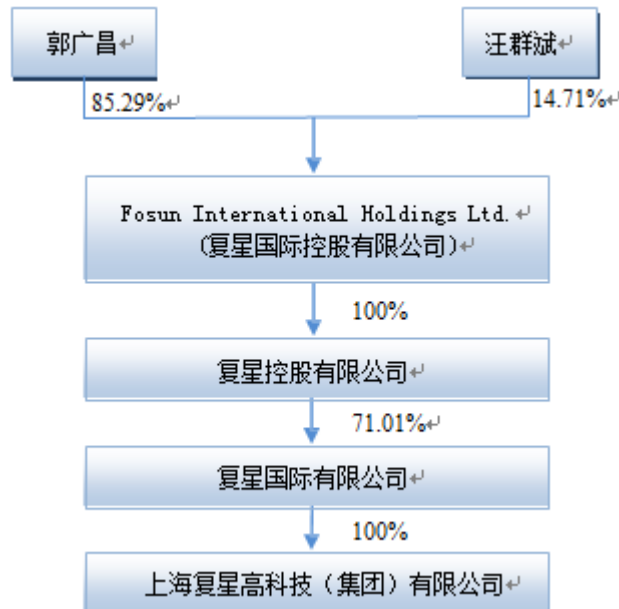 郭广昌
汪群斌
85.29%
14.71%
Fosun International Holdings Ltd.
(复星国际控股有限公司)
100%
复星控股有限公司
71.01%
复星国际有限公司
100%
上海复星高科技（集团）有限公司